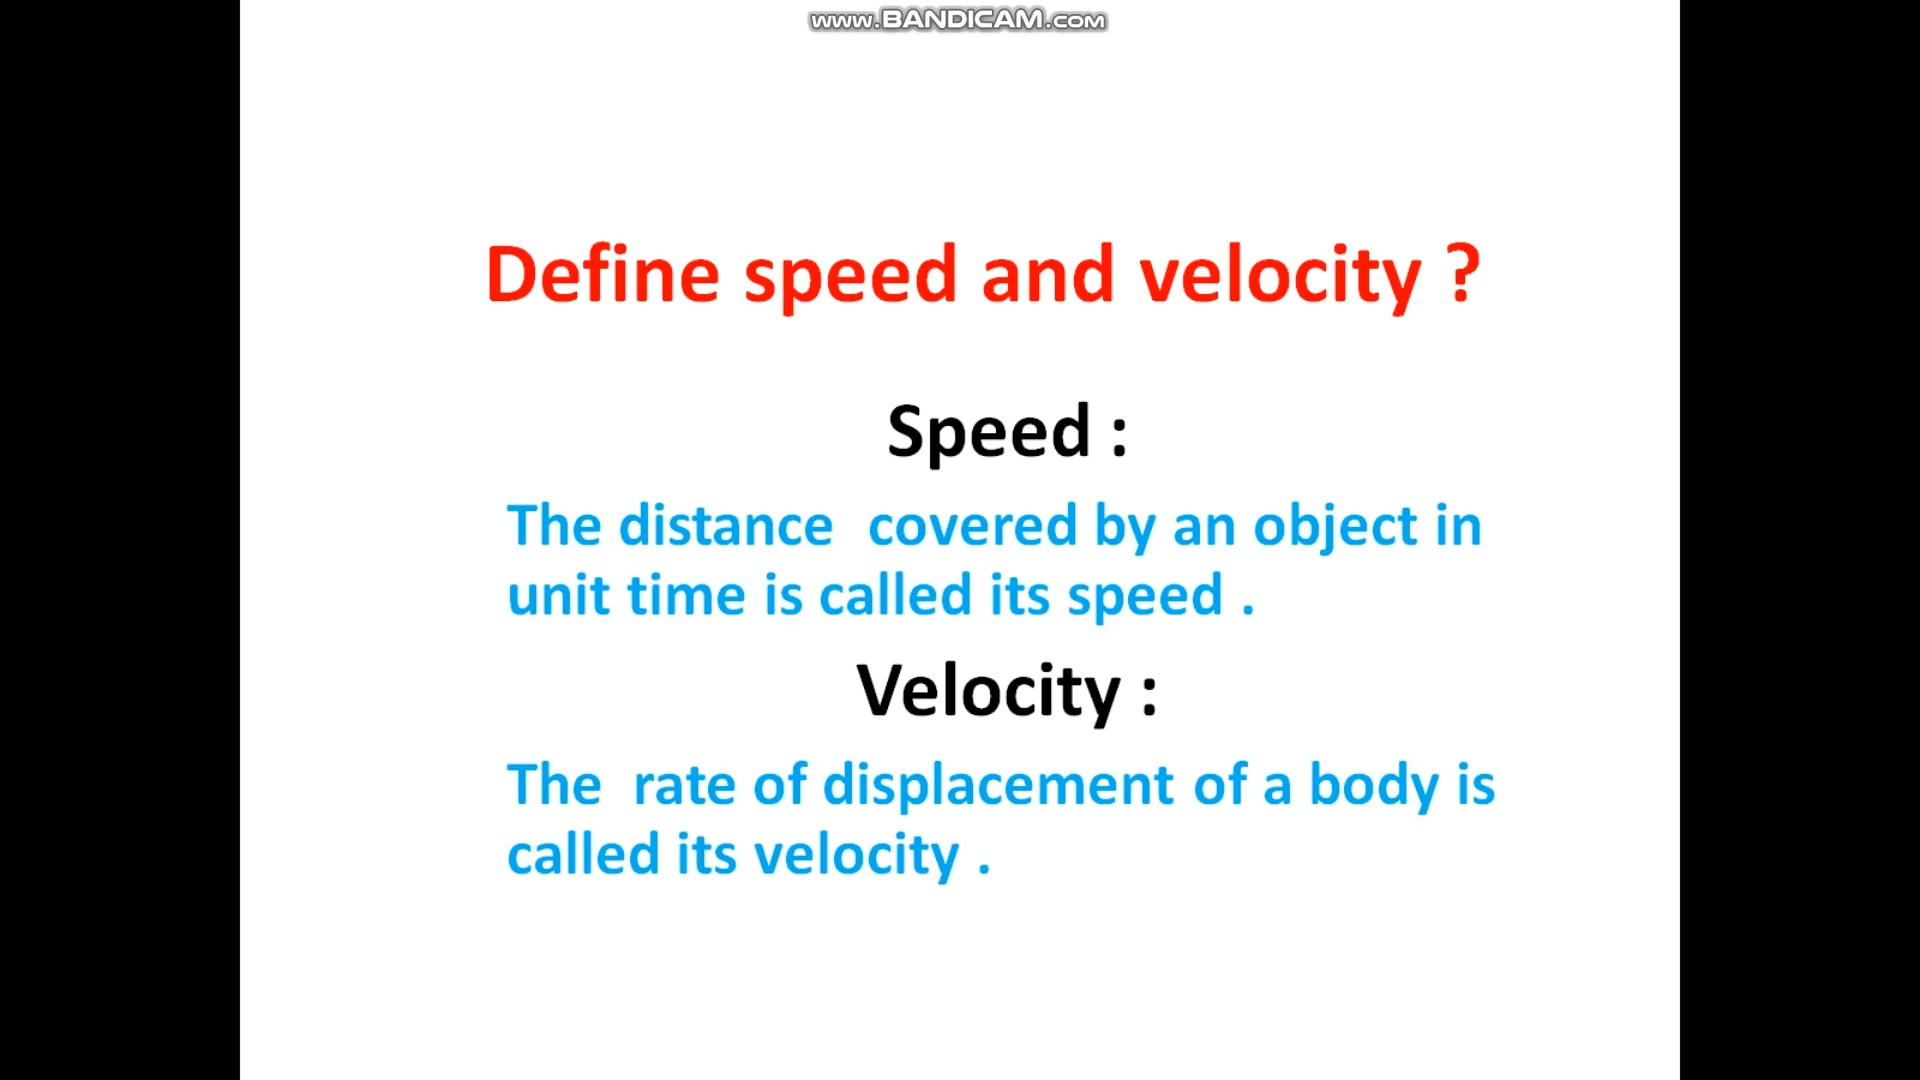 www.BANDICAM.com
Define speed and velocity ?
Speed :
The distance  covered by an object in
unit time is called its speed .
Velocity :
The  rate of displacement of a body is
called its velocity .